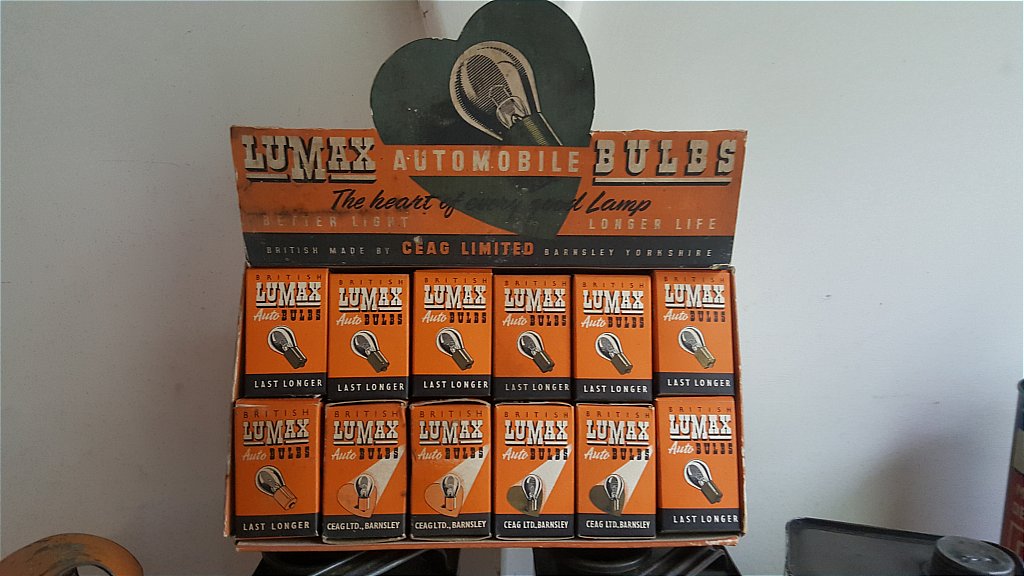 LUMAX AUTOMOBILE BULBS
The heart of every good Lamp
BETTER LIGHT LONGER LIFE
BRITISH MADE BY CEAG LIMITED BARNSLEY YORKSHIRE
BRITISH
LUMAX
Auto BULBS
LAST LONGER
BRITISH
LUMAX
Auto BULBS
LAST LONGER
BRITISH
LUMAX
Auto BULBS
LAST LONGER
BRITISH
LUMAX
Auto BULBS
LAST LONGER
BRITISH
LUMAX
Auto BULBS
LAST LONGER
BRITISH
LUMAX
Auto BULBS
LAST LONGER
BRITISH
LUMAX
Auto BULBS
LAST LONGER
BRITISH
LUMAX
Auto BULBS
CEAG LTD., BARNSLEY
BRITISH
LUMAX
Auto BULBS
CEAG LTD., BARNSLEY
BRITISH
LUMAX
Auto BULBS
CEAG LTD., BARNSLEY
BRITISH
LUMAX
Auto BULBS
CEAG LTD., BARNSLEY
BRITISH
LUMAX
Auto BULBS
LAST LONGER